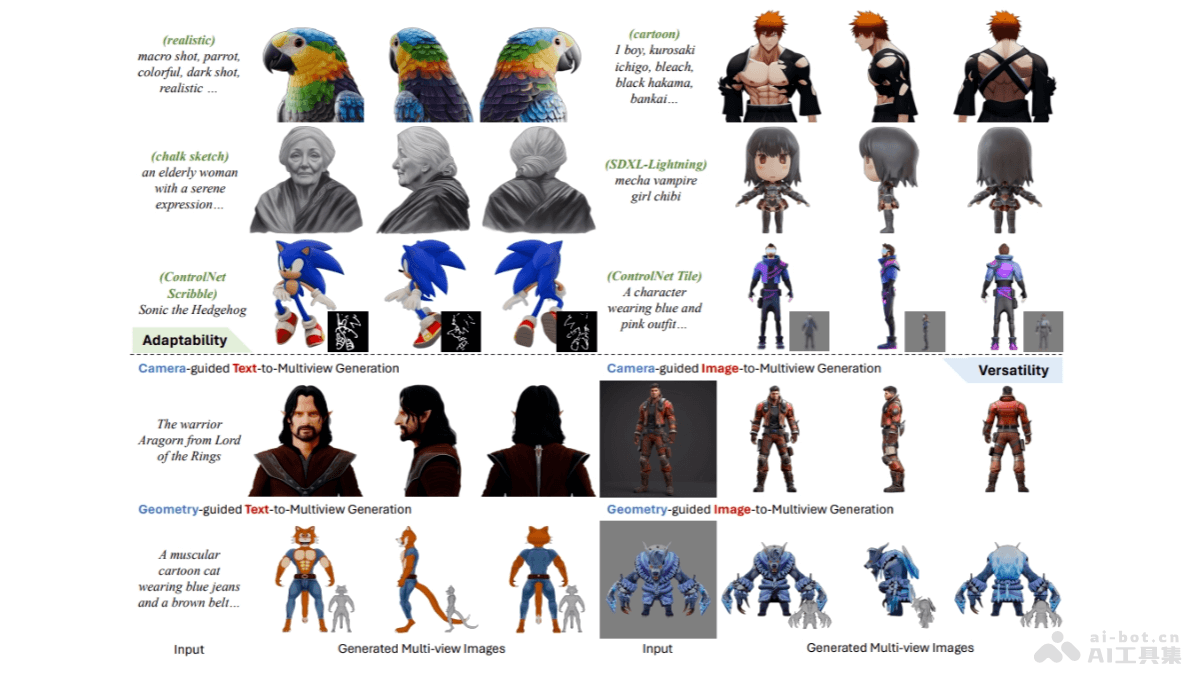 (realistic)
macro shot, parrot,
colorful, dark shot,
realistic ...
(cartoon)
1 boy, kurosaki
ichigo, bleach,
black hakama,
bankai...
(chalk sketch)
an elderly woman
with a serene
expression...
(SDXL-Lightning)
mecha vampire
girl chibi
(ControlNet
Scribble)
Sonic the Hedgehog
(ControlNet Tile)
A character
wearing blue and
pink outfit...
Adaptability
Versatility
Camera-guided Text-to-Multiview Generation
Camera-guided Image-to-Multiview Generation
The warrior
Aragorn from Lord
of the Rings
Geometry-guided Text-to-Multiview Generation
Geometry-guided Image-to-Multiview Generation
A muscular
cartoon cat
wearing blue jeans
and a brown belt...
Input
Generated Multi-view Images
Input
Generated Multi-view Images
ai-bot.cn
AI工具集